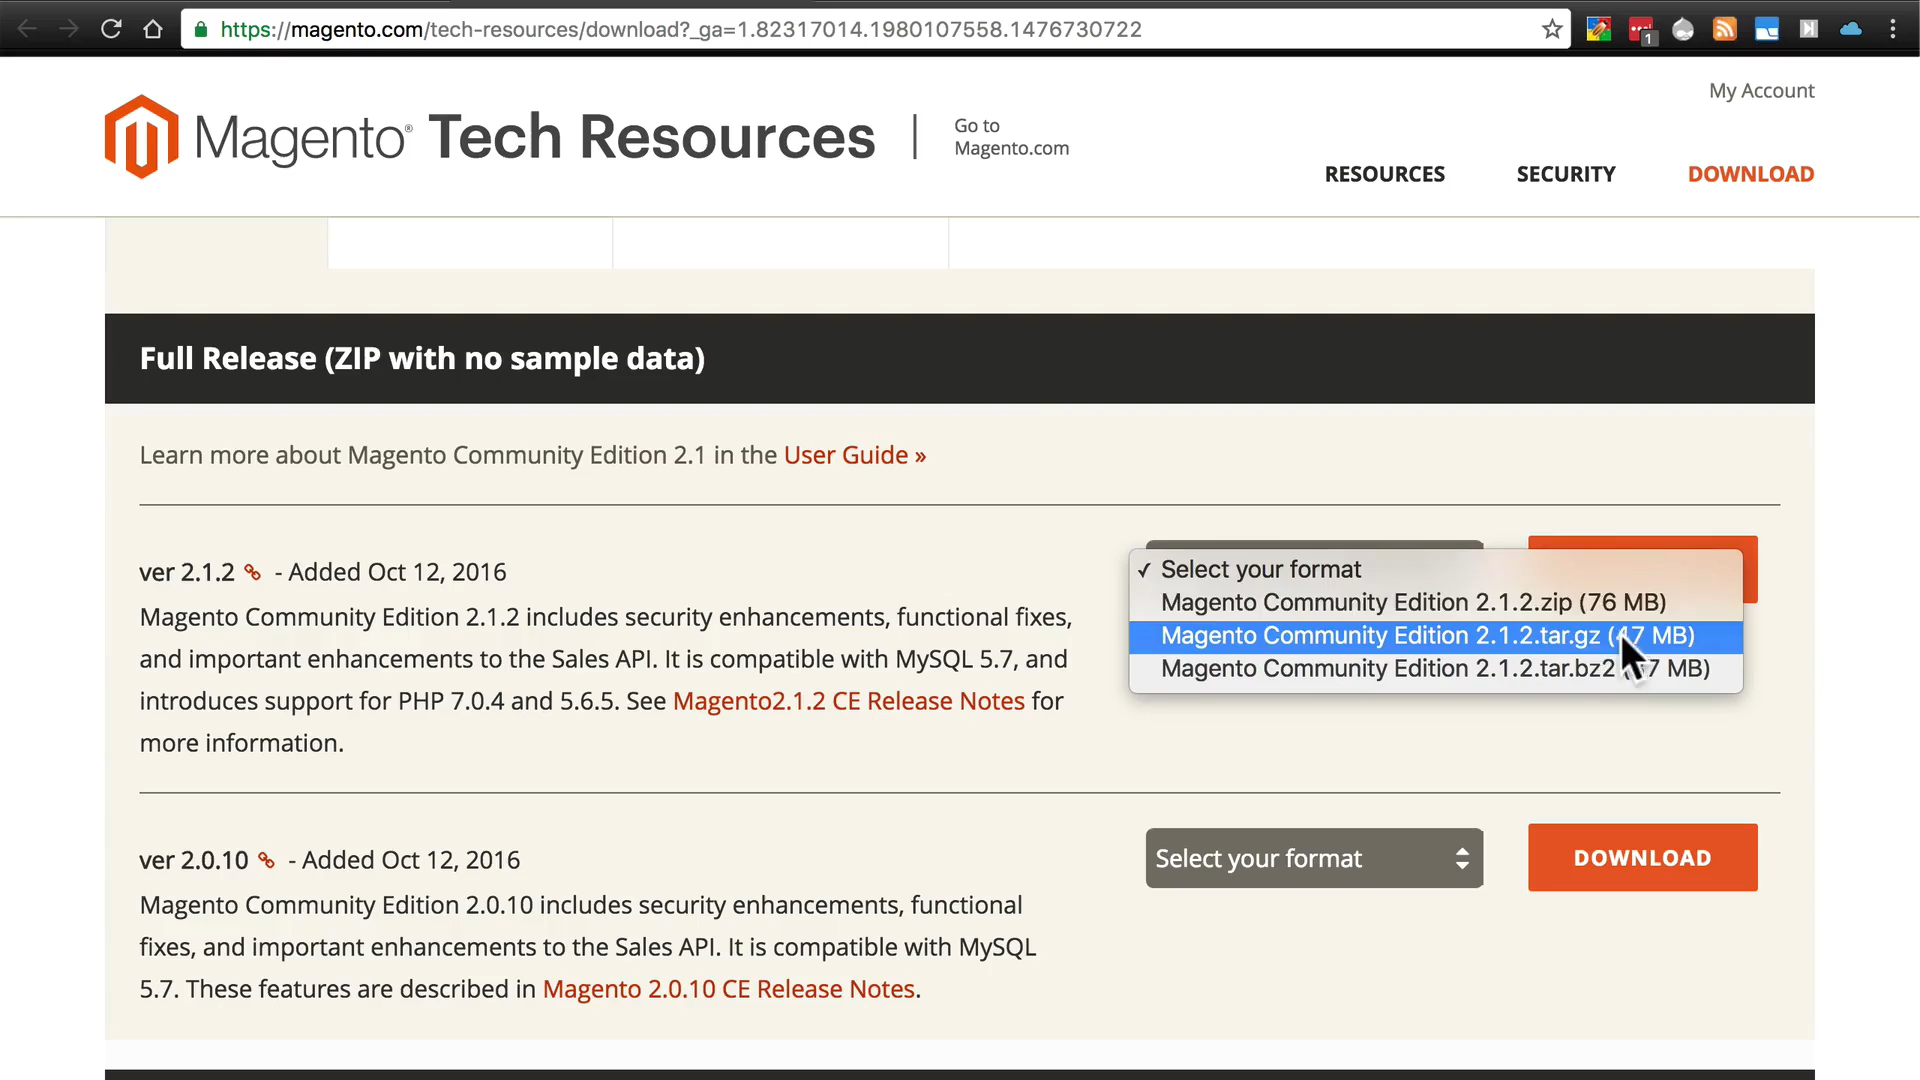 https://magento.com/tech-resources/download?_ga=1.82317014.1980107558.1476730722
1
My Account
Magento® Tech Resources
Go to
Magento.com
RESOURCES
SECURITY
DOWNLOAD
Full Release (ZIP with no sample data)
Learn more about Magento Community Edition 2.1 in the User Guide »
ver 2.1.2 - Added Oct 12, 2016
Magento Community Edition 2.1.2 includes security enhancements, functional fixes,
and important enhancements to the Sales API. It is compatible with MySQL 5.7, and
introduces support for PHP 7.0.4 and 5.6.5. See Magento2.1.2 CE Release Notes for
more information.
✓ Select your format
Magento Community Edition 2.1.2.zip (76 MB)
Magento Community Edition 2.1.2.tar.gz (47 MB)
Magento Community Edition 2.1.2.tar.bz2 MB)
ver 2.0.10 - Added Oct 12, 2016
Magento Community Edition 2.0.10 includes security enhancements, functional
fixes, and important enhancements to the Sales API. It is compatible with MySQL
5.7. These features are described in Magento 2.0.10 CE Release Notes.
Select your format
DOWNLOAD